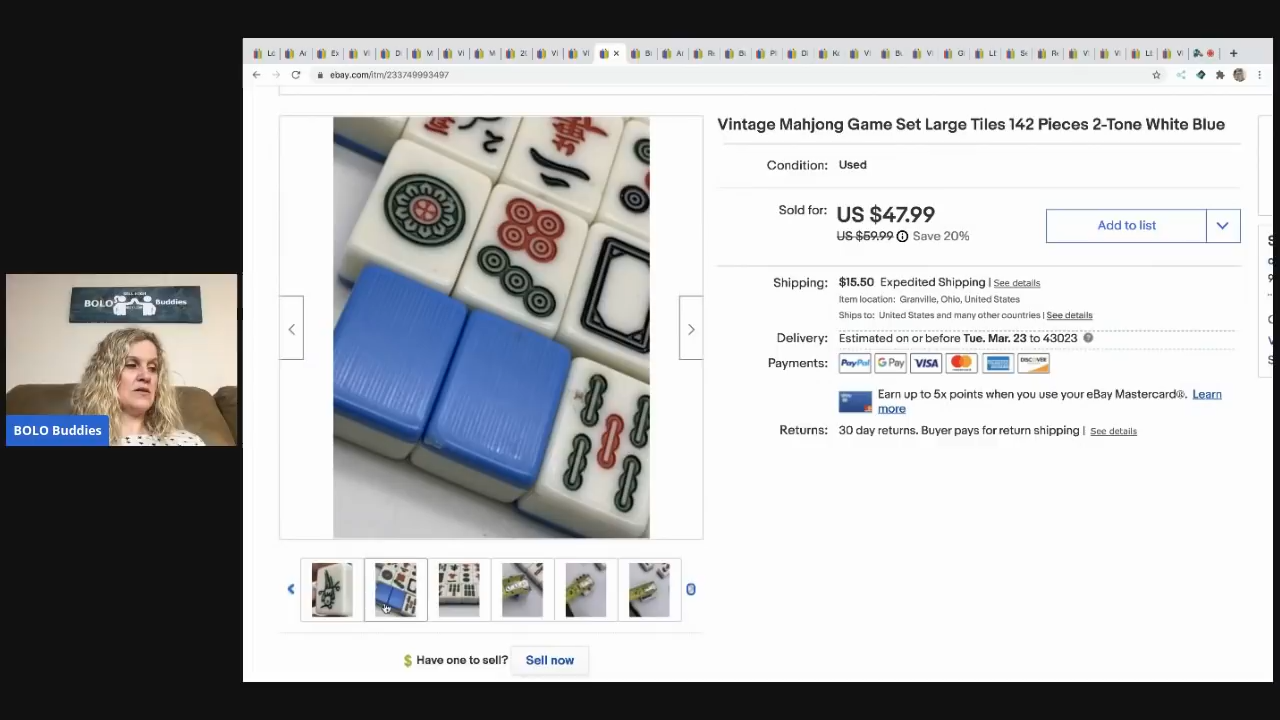 ebay.com/itm/233749993497
Vintage Mahjong Game Set Large Tiles 142 Pieces 2-Tone White Blue
Condition: Used
Sold for: US $47.99
US $59.99 Save 20%
Add to list
Shipping: $15.50 Expedited Shipping | See details
Item location: Granville, Ohio, United States
Ships to: United States and many other countries | See details
Delivery: Estimated on or before Tue. Mar. 23 to 43023
Payments: PayPal G Pay VISA DISCOVER
Earn up to 5x points when you use your eBay Mastercard®. Learn
more
Returns: 30 day returns. Buyer pays for return shipping | See details
BOLO Buddies
BOLO Buddies
$ Have one to sell? Sell now